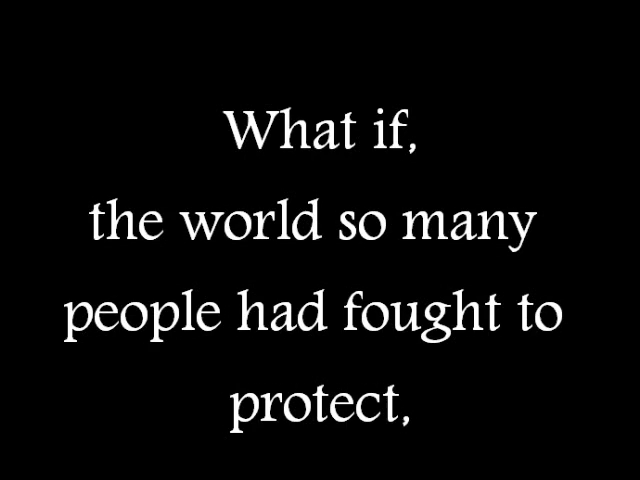 What if,
the world so many
people had fought to
protect,